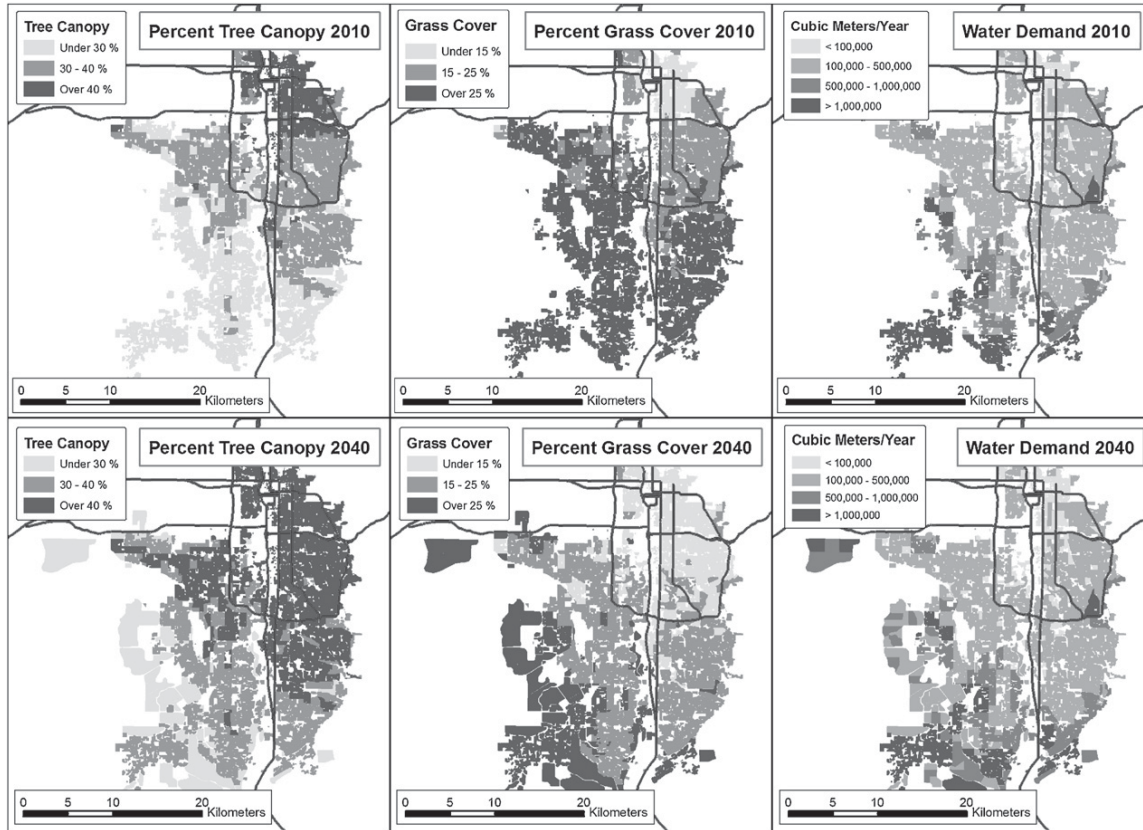 Tree Canopy
Under 30 %
30 - 40 %
Over 40 %
Percent Tree Canopy 2010
0 5 10 20
Kilometers
Grass Cover
Under 15 %
15 - 25 %
Over 25 %
Percent Grass Cover 2010
0 5 10 20
Kilometers
Cubic Meters/Year
< 100,000
100,000 - 500,000
500,000 - 1,000,000
> 1,000,000
Water Demand 2010
0 5 10 20
Kilometers
Tree Canopy
Under 30 %
30 - 40 %
Over 40 %
Percent Tree Canopy 2040
0 5 10 20
Kilometers
Grass Cover
Under 15 %
15 - 25 %
Over 25 %
Percent Grass Cover 2040
0 5 10 20
Kilometers
Cubic Meters/Year
< 100,000
100,000 - 500,000
500,000 - 1,000,000
> 1,000,000
Water Demand 2040
0 5 10 20
Kilometers